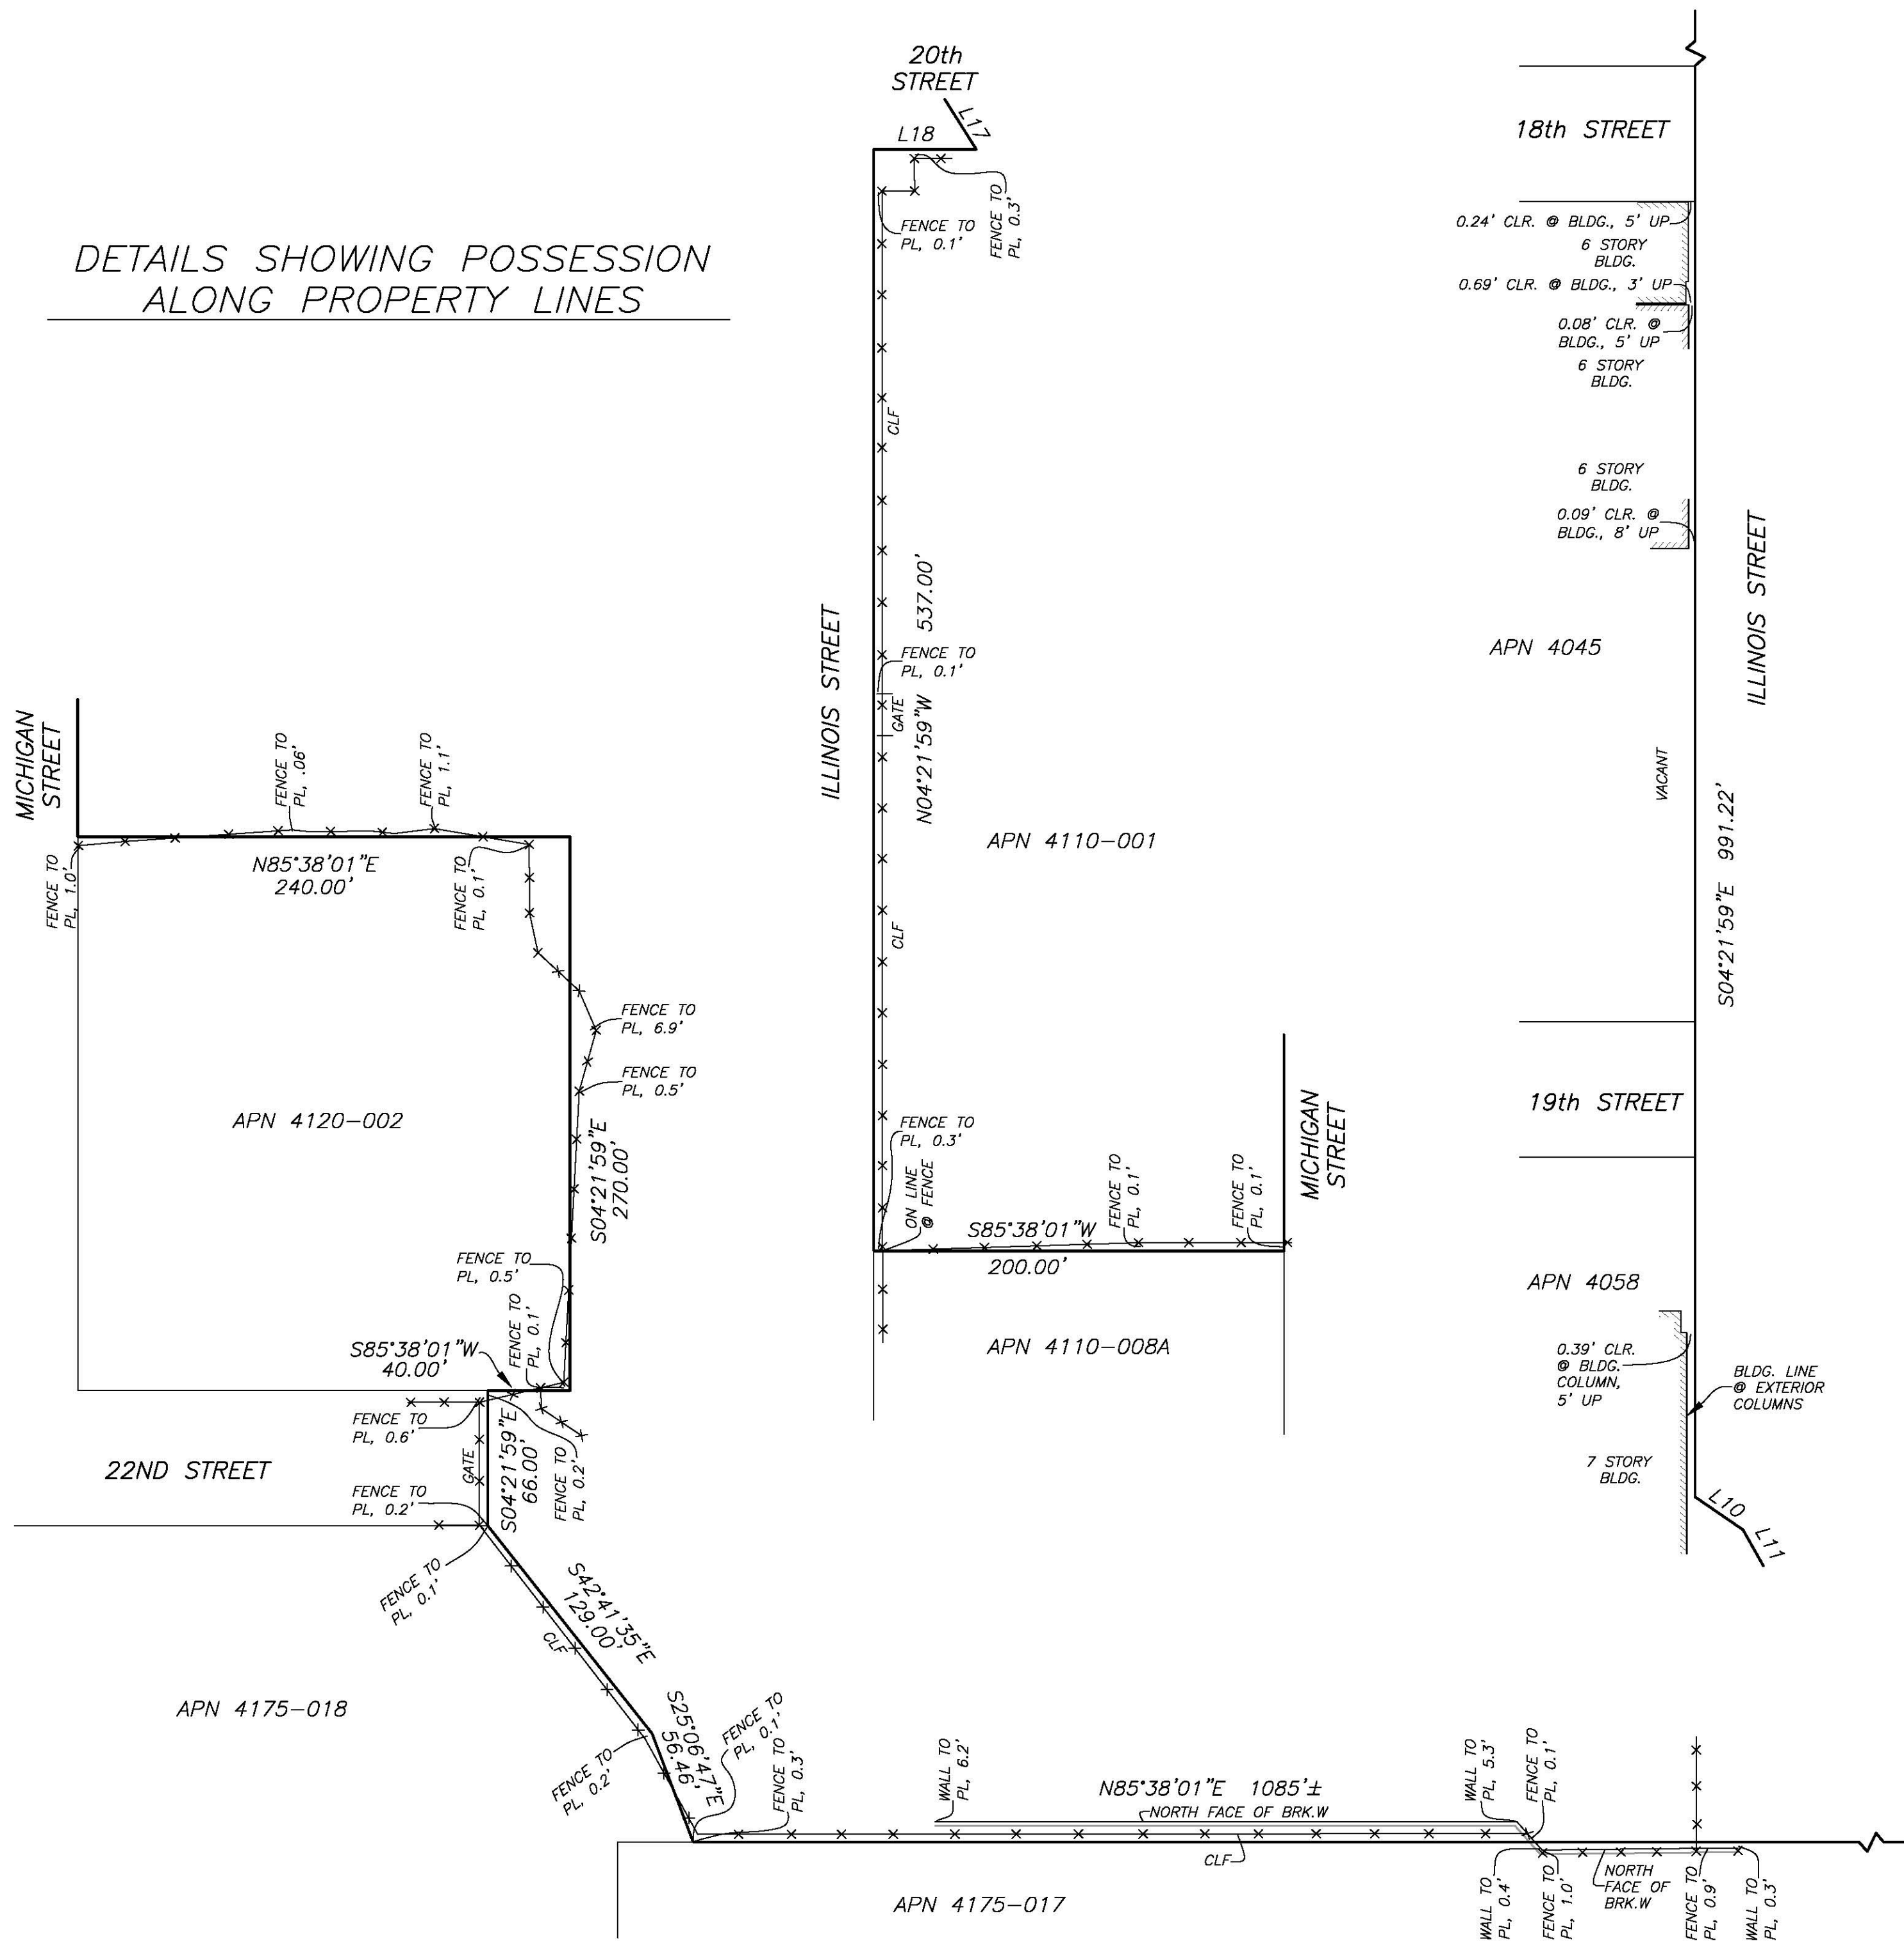 DETAILS SHOWING POSSESSION
ALONG PROPERTY LINES
20th
STREET
L17
L18
FENCE TO
PL, 0.3'
FENCE TO
PL, 0.1'
CLF
ILLINOIS STREET
N04°21'59"W 537.00'
FENCE TO
PL, 0.1'
GATE
APN 4110-001
CLF
FENCE TO
PL, 0.3'
ON LINE
@ FENCE
S85°38'01"W
200.00'
FENCE TO
PL, 0.1'
FENCE TO
PL, 0.1'
MICHIGAN
STREET
APN 4110-008A
18th STREET
0.24' CLR. @ BLDG., 5' UP
6 STORY
BLDG.
0.69' CLR. @ BLDG., 3' UP
0.08' CLR. @
BLDG., 5' UP
6 STORY
BLDG.
6 STORY
BLDG.
0.09' CLR. @
BLDG., 8' UP
ILLINOIS STREET
APN 4045
VACANT
S04°21'59"E 991.22'
19th STREET
APN 4058
0.39' CLR.
@ BLDG.
COLUMN,
5' UP
BLDG. LINE
@ EXTERIOR
COLUMNS
7 STORY
BLDG.
L10
L11
MICHIGAN
STREET
FENCE TO
PL, .06'
FENCE TO
PL, 1.1'
FENCE TO
PL, 1.0'
N85°38'01"E
240.00'
FENCE TO
PL, 0.1'
FENCE TO
PL, 6.9'
FENCE TO
PL, 0.5'
APN 4120-002
S04°21'59"E
270.00'
FENCE TO
PL, 0.5'
FENCE TO
PL, 0.1'
S85°38'01"W
40.00'
FENCE TO
PL, 0.6'
22ND STREET
GATE
S04°21'59"E
66.00'
FENCE TO
PL, 0.2'
FENCE TO
PL, 0.2'
FENCE TO
PL, 0.1'
S42°41'35"E
129.00'
CLF
APN 4175-018
S25°06'47"E
56.46'
FENCE TO
PL, 0.2'
FENCE TO
PL, 0.1'
FENCE TO
PL, 0.3'
WALL TO
PL, 6.2'
N85°38'01"E 1085'±
NORTH FACE OF BRK.W
CLF
WALL TO
PL, 5.3'
FENCE TO
PL, 0.1'
APN 4175-017
WALL TO
PL, 0.4'
FENCE TO
PL, 1.0'
NORTH
FACE OF
BRK.W
FENCE TO
PL, 0.9'
WALL TO
PL, 0.3'